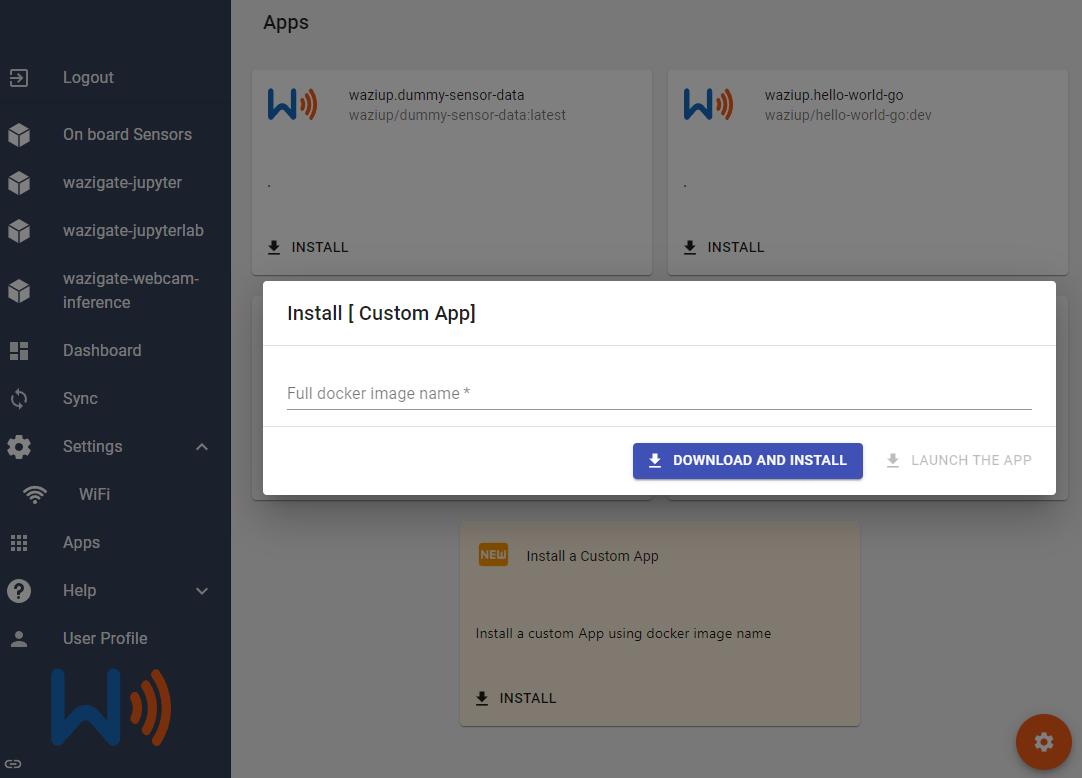 Apps
Logout
On board Sensors
wazigate-jupyter
wazigate-jupyterlab
wazigate-webcam-
inference
Dashboard
Sync
Settings
WiFi
Apps
Help
User Profile
waziup.dummy-sensor-data
waziup/dummy-sensor-data:latest
.
INSTALL
waziup.hello-world-go
waziup/hello-world-go:dev
.
INSTALL
Install [ Custom App]
Full docker image name *
DOWNLOAD AND INSTALL
LAUNCH THE APP
NEW
Install a Custom App
Install a custom App using docker image name
INSTALL